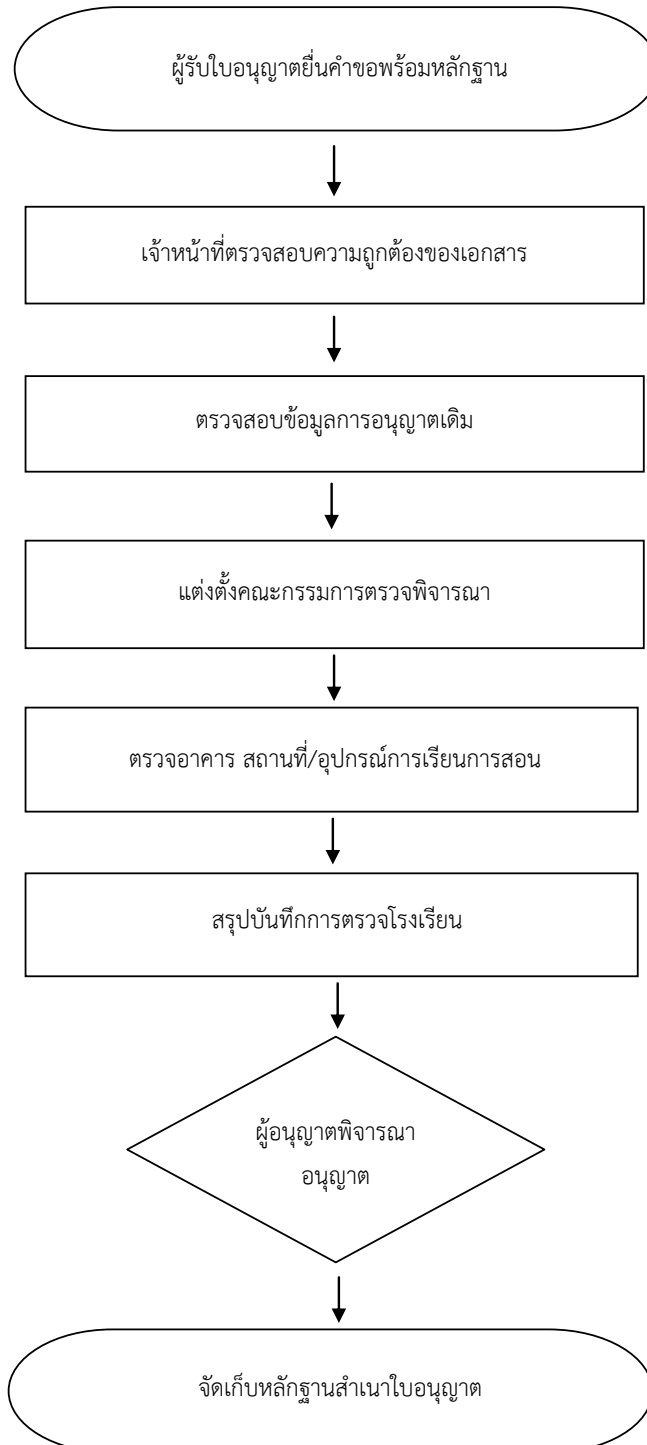 ผู้รับใบอนุญาตยื่นคำขอพร้อมหลักฐาน
เจ้าหน้าที่ตรวจสอบความถูกต้องของเอกสาร
ตรวจสอบข้อมูลการอนุญาตเดิม
แต่งตั้งคณะกรรมการตรวจพิจารณา
ตรวจอาคาร สถานที่/อุปกรณ์การเรียนการสอน
สรุปบันทึกการตรวจโรงเรียน
ผู้อนุญาตพิจารณา
อนุญาต
จัดเก็บหลักฐานสำเนาใบอนุญาต